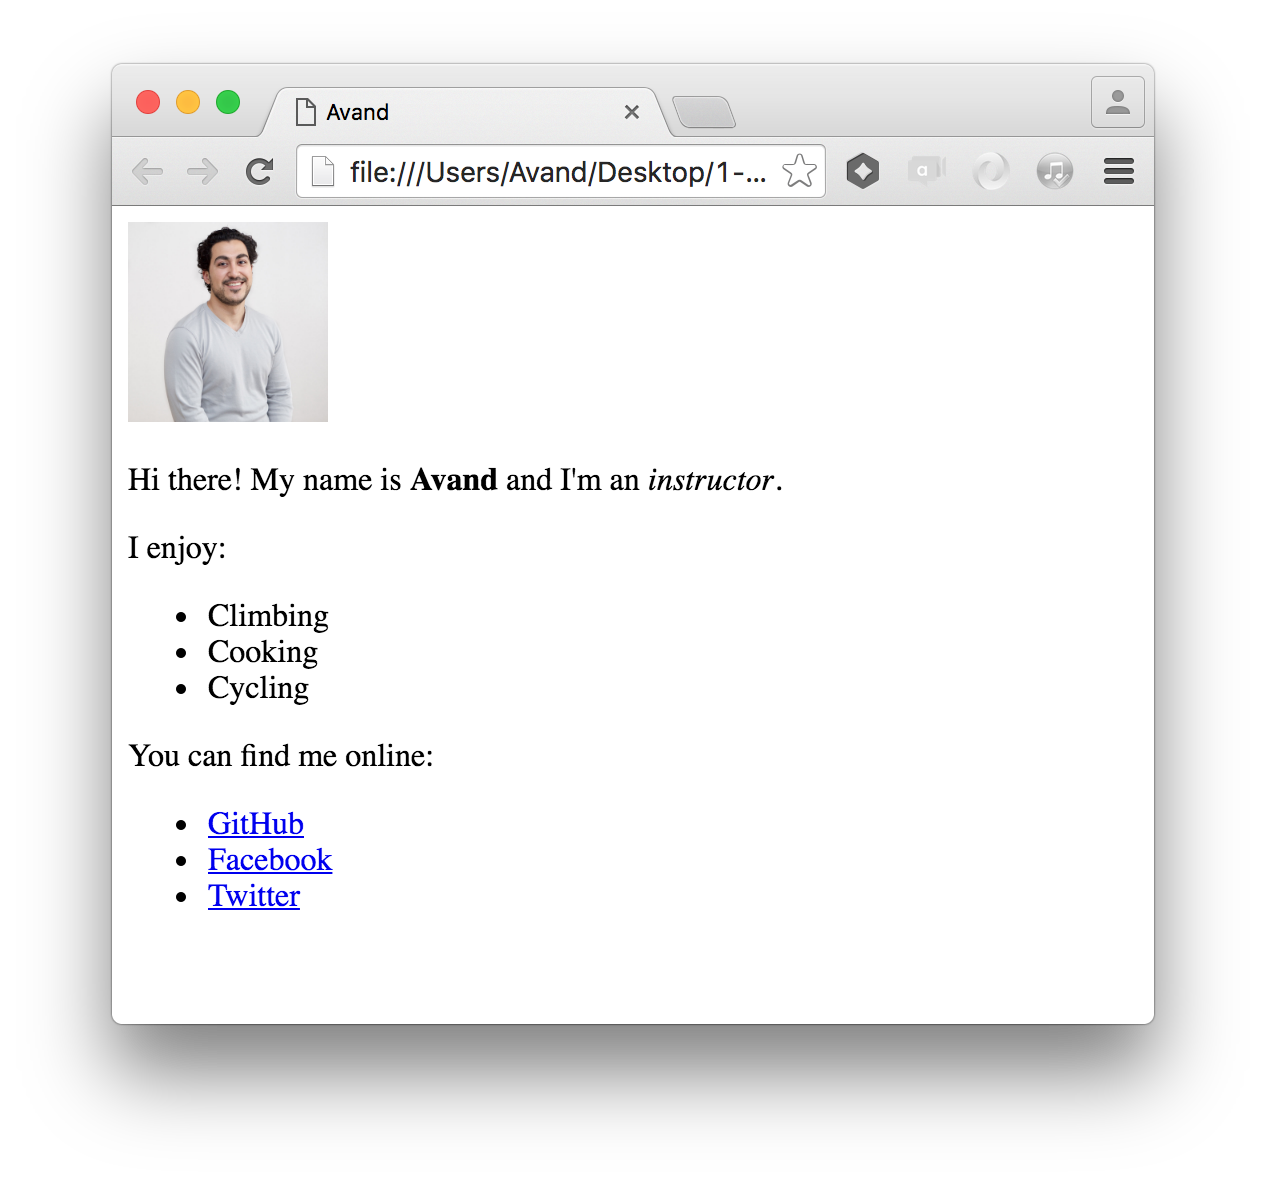 Avand
file:///Users/Avand/Desktop/1-...
a
Hi there! My name is Avand and I'm an instructor.
I enjoy:
• Climbing
• Cooking
• Cycling
You can find me online:
• GitHub
• Facebook
• Twitter